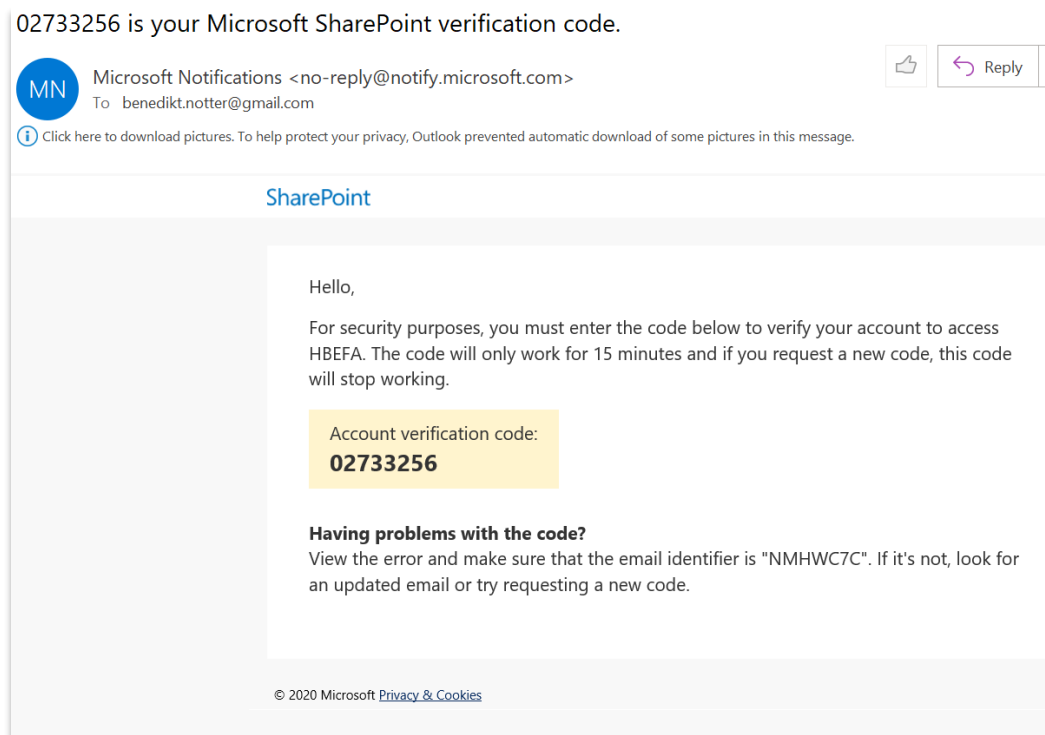 02733256 is your Microsoft SharePoint verification code.
MN
Microsoft Notifications <no-reply@notify.microsoft.com>
To benedikt.notter@gmail.com
Reply
Click here to download pictures. To help protect your privacy, Outlook prevented automatic download of some pictures in this message.
SharePoint
Hello,
For security purposes, you must enter the code below to verify your account to access
HBEFA. The code will only work for 15 minutes and if you request a new code, this code
will stop working.
Account verification code:
02733256
Having problems with the code?
View the error and make sure that the email identifier is "NMHWC7C". If it's not, look for
an updated email or try requesting a new code.
© 2020 Microsoft Privacy & Cookies